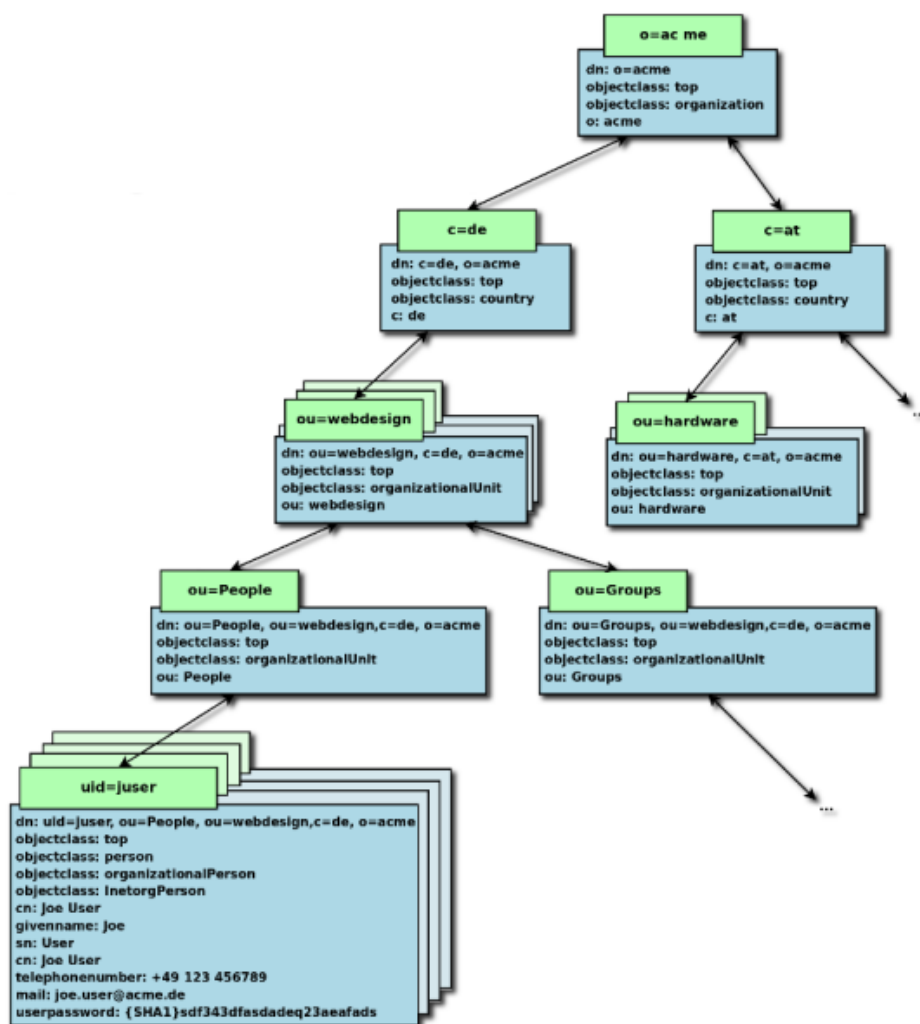 o=ac me
dn: o=acme
objectclass: top
objectclass: organization
o: acme
c=de
dn: c=de, o=acme
objectclass: top
objectclass: country
c: de
c=at
dn: c=at, o=acme
objectclass: top
objectclass: country
c: at
...
ou=webdesign
dn: ou=webdesign, c=de, o=acme
objectclass: top
objectclass: organizationalUnit
ou: webdesign
ou=hardware
dn: ou=hardware, c=at, o=acme
objectclass: top
objectclass: organizationalUnit
ou: hardware
ou=People
dn: ou=People, ou=webdesign,c=de, o=acme
objectclass: top
objectclass: organizationalUnit
ou: People
ou=Groups
dn: ou=Groups, ou=webdesign,c=de, o=acme
objectclass: top
objectclass: organizationalUnit
ou: Groups
...
uid=juser
dn: uid=juser, ou=People, ou=webdesign,c=de, o=acme
objectclass: top
objectclass: person
objectclass: organizationalPerson
objectclass: InetorgPerson
cn: Joe User
givenname: Joe
sn: User
cn: Joe User
telephonenumber: +49 123 456789
mail: joe.user@acme.de
userpassword: {SHA1}sdf343dfasdadeq23aeafads